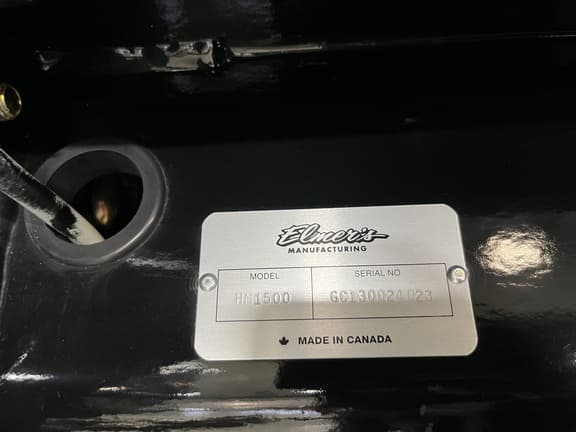 Elmer's
MANUFACTURING
MODEL SERIAL NO
HM1500
MADE IN CANADA